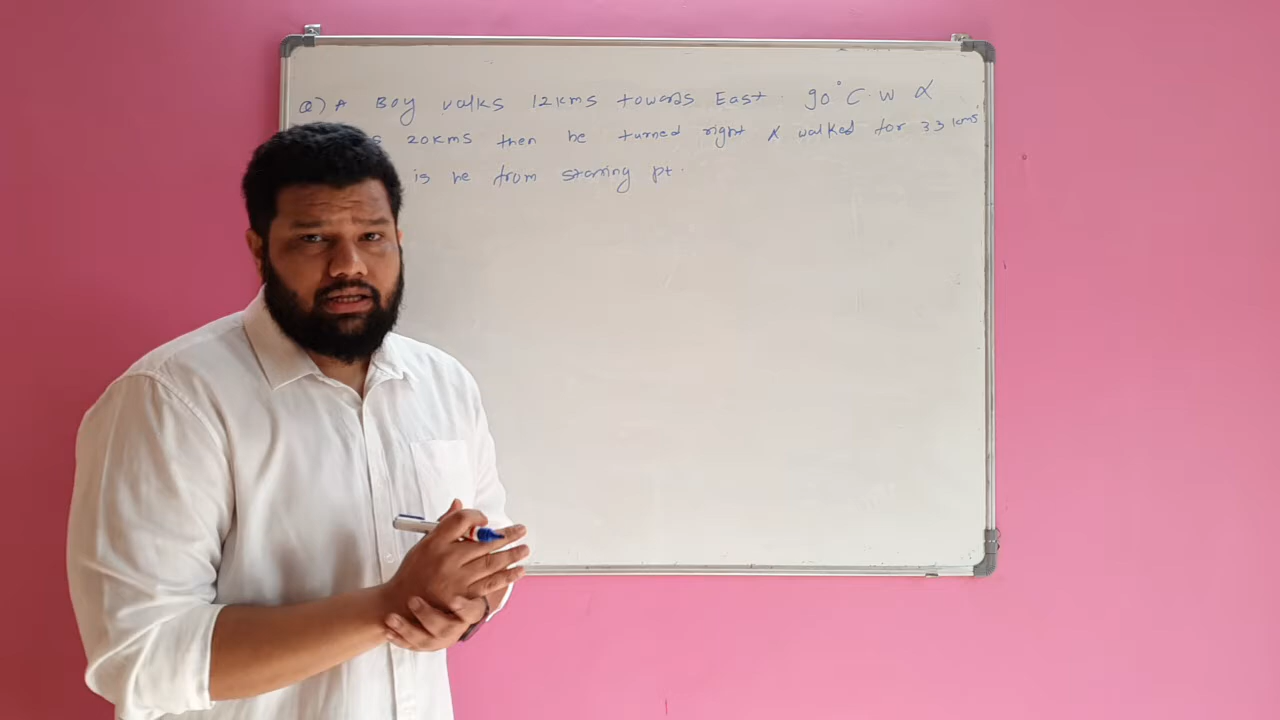 Q) A Boy walks 12kms towards East. 90° C.W &
20kms then he turned right & walked for 33 kms
is he from starting pt.